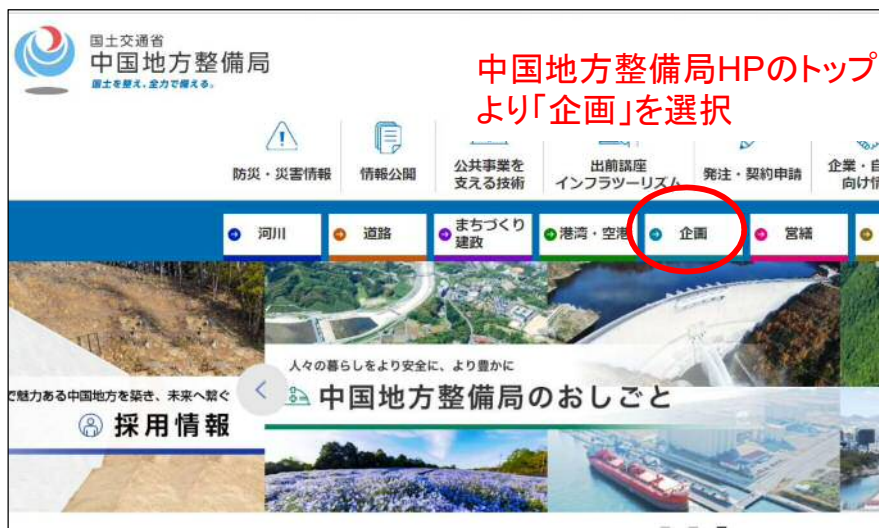 国土交通省
中国地方整備局
国土を整え、全力で備える。
中国地方整備局HPのトップ
より「企画」を選択
防災・災害情報
情報公開
公共事業を
支える技術
出前講座
インフラツーリズム
発注・契約申請
企業・自
向け情
河川
道路
まちづくり
建政
港湾・空港
企画
営繕
人々の暮らしをより安全に、より豊かに
中国地方整備局のおしごと
で魅力ある中国地方を築き、未来へ繋ぐ
採用情報